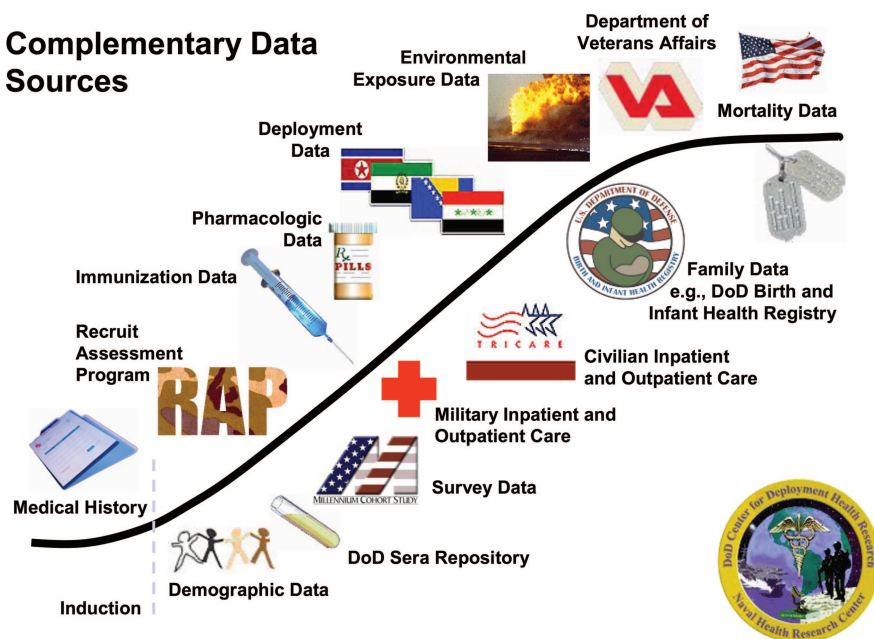 Complementary Data
Sources
Department of
Veterans Affairs
Environmental
Exposure Data
VA
Mortality Data
Deployment
Data
Pharmacologic
Data
Rx
PILLS
Immunization Data
U.S. DEPARTMENT OF DEFENSE
BIRTH AND INFANT HEALTH REGISTRY
Family Data
e.g., DoD Birth and
Infant Health Registry
Recruit
Assessment
Program
RAP
TRICARE
Civilian Inpatient
and Outpatient Care
Military Inpatient and
Outpatient Care
Medical History
MILLENNIUM COHORT STUDY
Survey Data
DoD Sera Repository
Demographic Data
Induction
DoD Center for Deployment Health Research
Naval Health Research Center